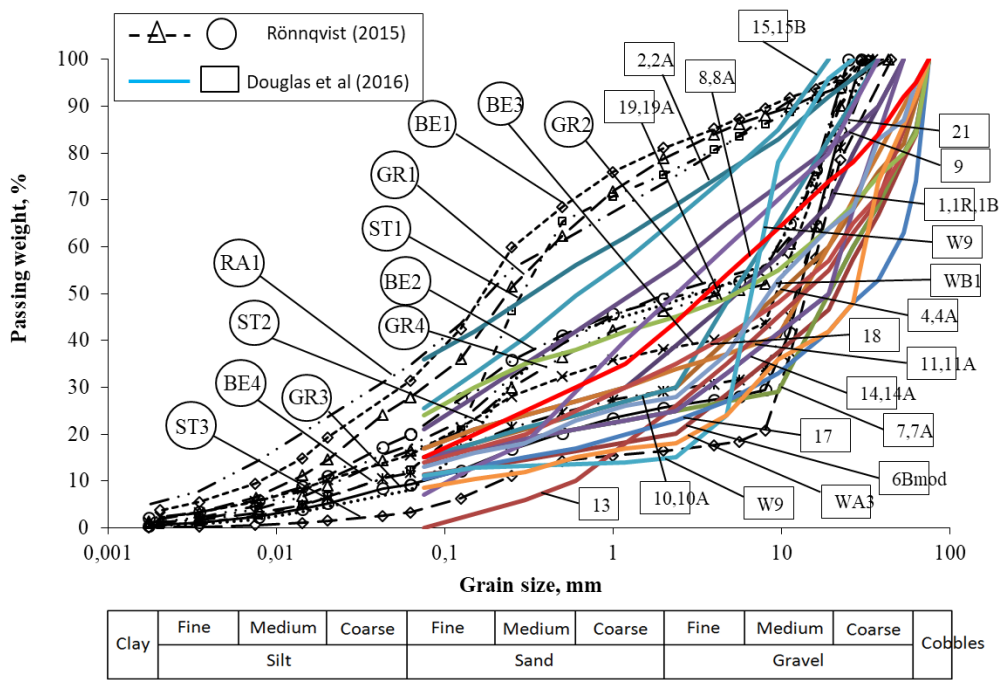 Rönnqvist (2015)
Douglas et al (2016)
15,15B
2,2A
8,8A
19,19A
BE3
GR2
BE1
GR1
ST1
RA1
BE2
ST2
GR4
BE4
GR3
ST3
21
9
1,1R,1B
W9
WB1
4,4A
18
11,11A
14,14A
7,7A
17
6Bmod
13
10,10A
W9
WA3
Passing weight, %
100
90
80
70
60
50
40
30
20
10
0
0,001
0,01
0,1
1
10
100
Grain size, mm
Clay
Fine
Medium
Coarse
Fine
Medium
Coarse
Fine
Medium
Coarse
Cobbles
Silt
Sand
Gravel